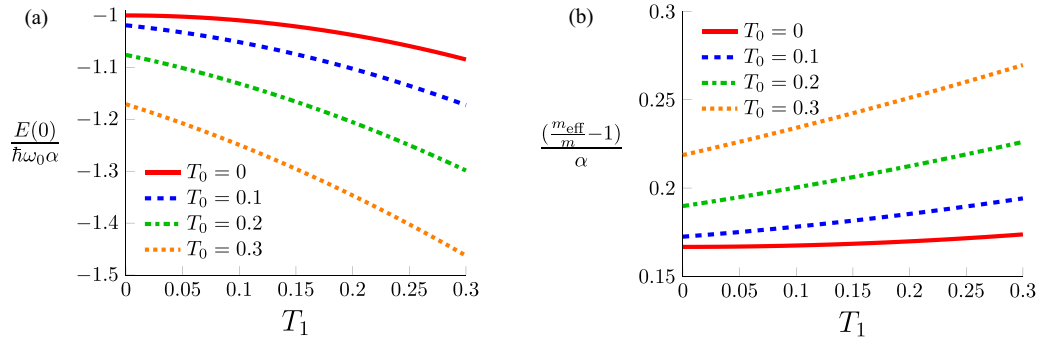 (a)
−1
−1.1
−1.2
−1.3
−1.4
−1.5
E(0)
ħω₀α
T₀ = 0
T₀ = 0.1
T₀ = 0.2
T₀ = 0.3
0 0.05 0.1 0.15 0.2 0.25 0.3
T₁
(b)
0.3
0.25
0.2
0.15
(m_eff/m −1)
α
T₀ = 0
T₀ = 0.1
T₀ = 0.2
T₀ = 0.3
0 0.05 0.1 0.15 0.2 0.25 0.3
T₁